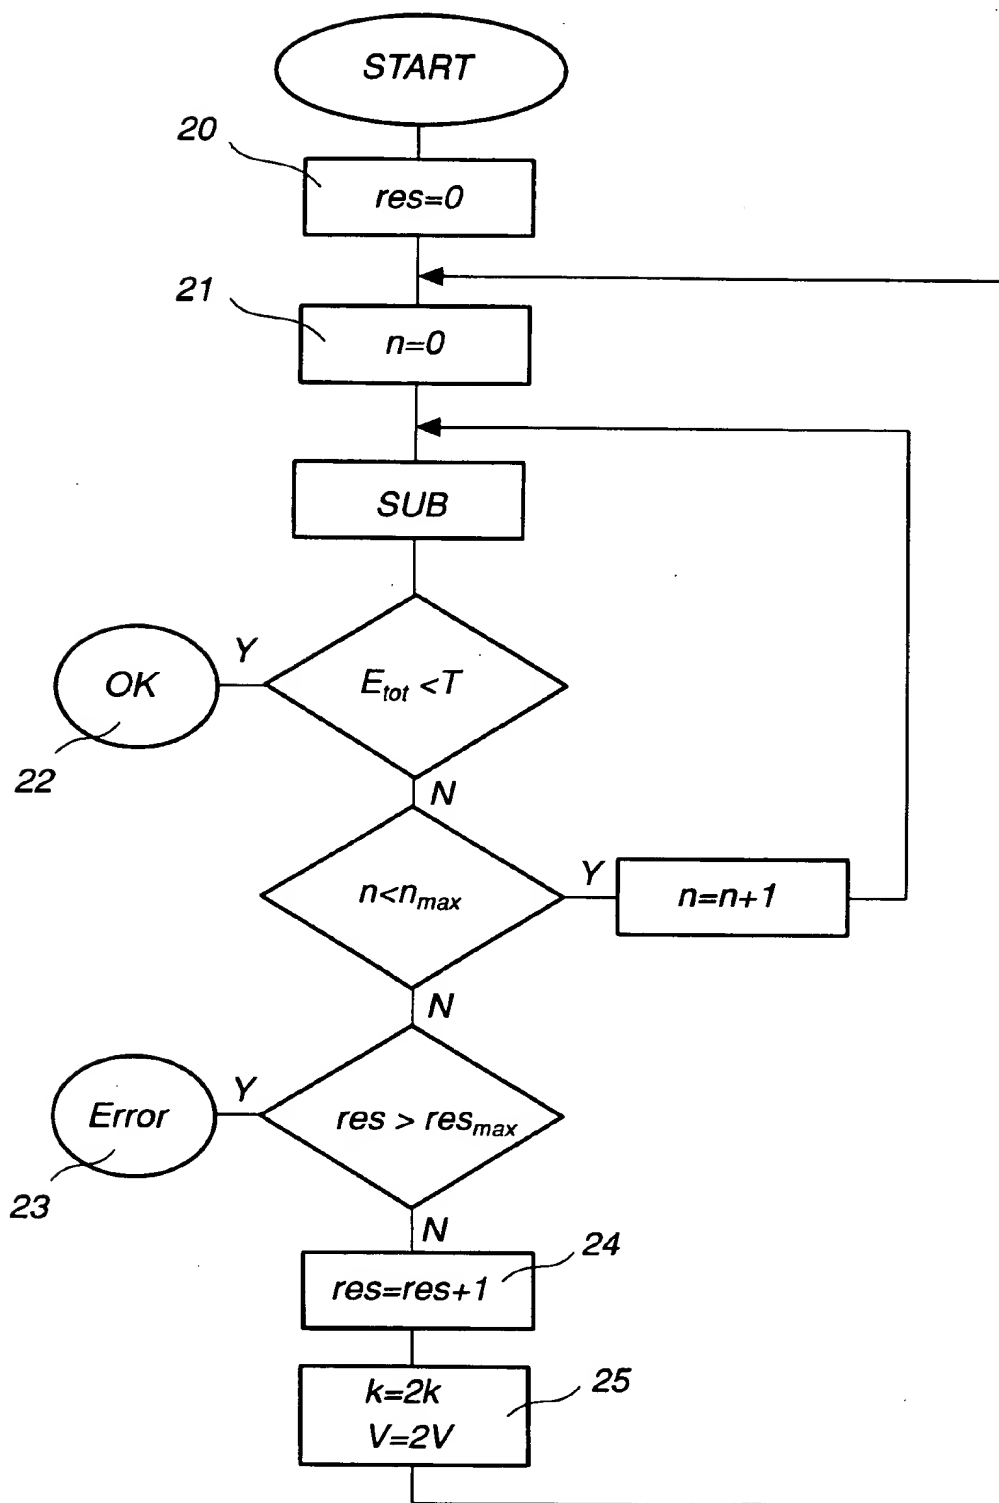 START
20
res=0
21
n=0
SUB
Y
OK
E_tot <T
22
N
n<n_max
Y
n=n+1
N
Y
Error
res > res_max
23
N
24
res=res+1
25
k=2k
V=2V